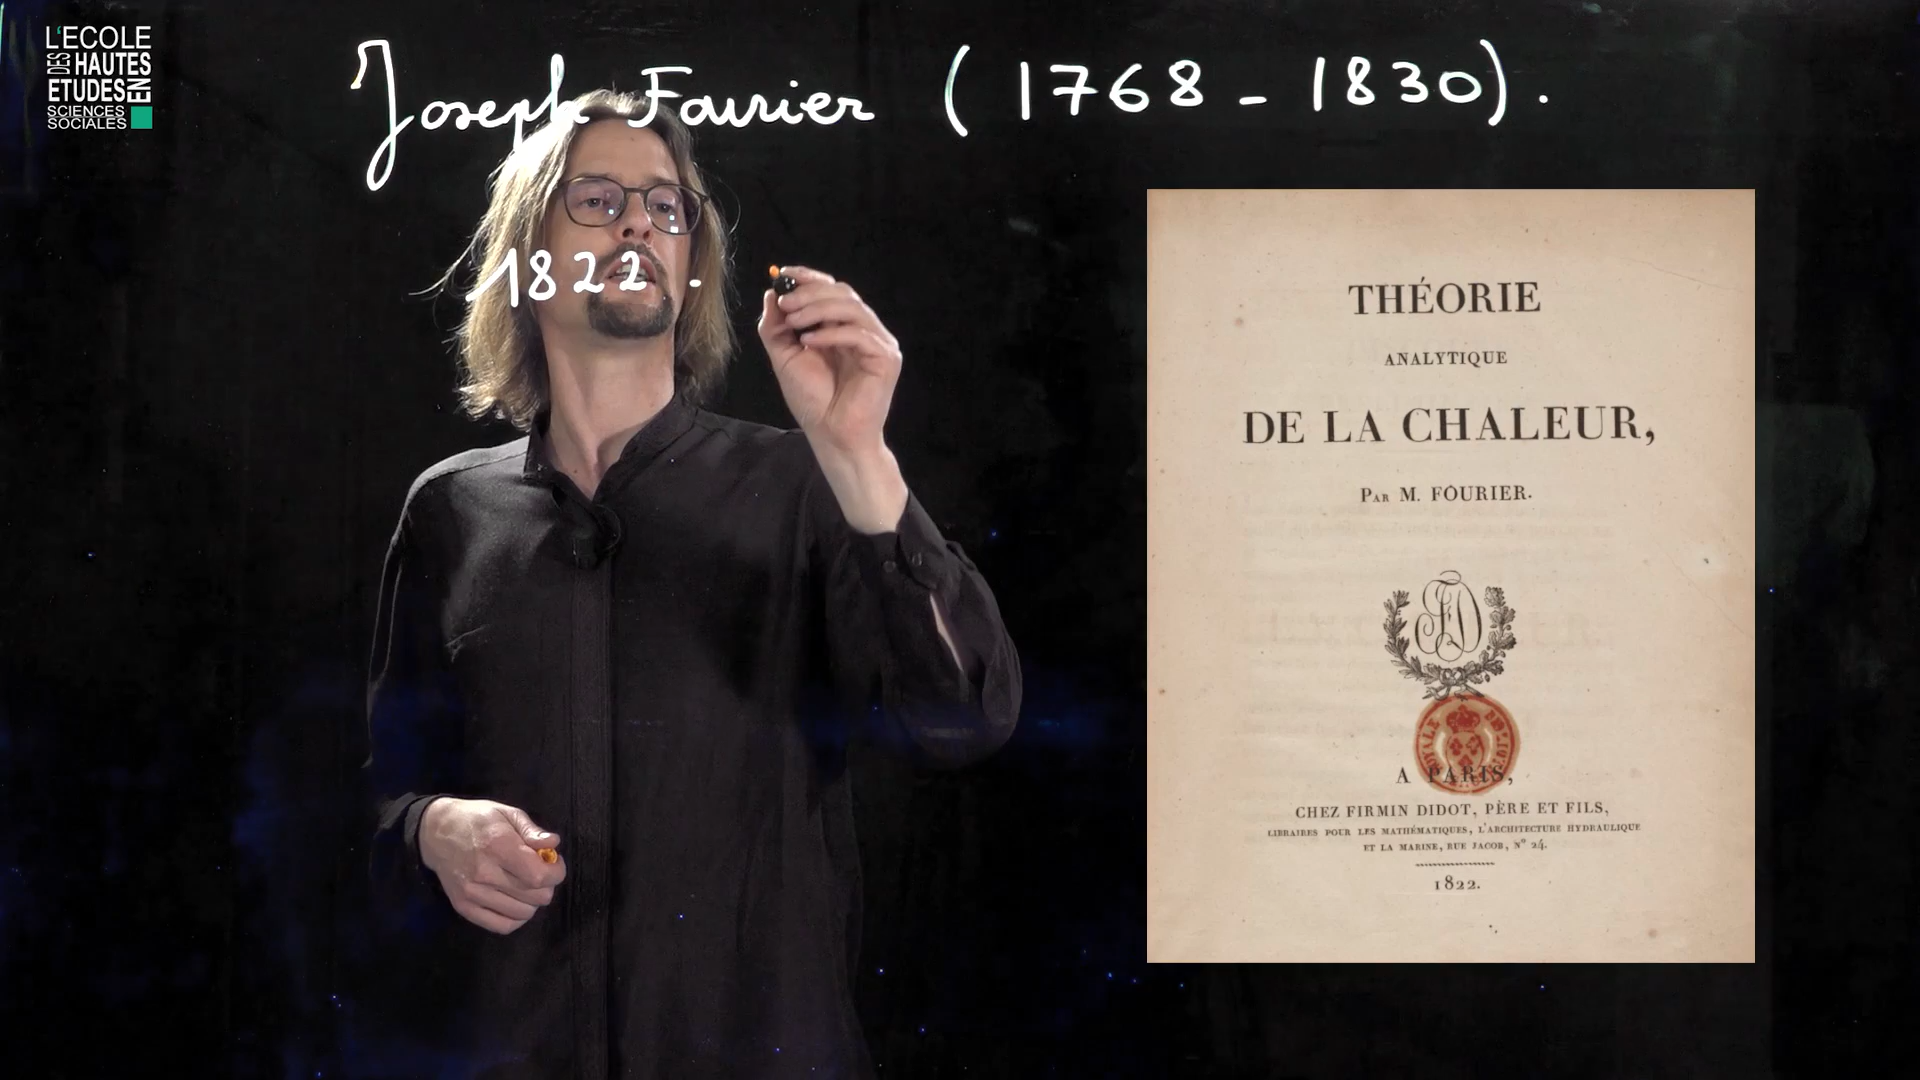 L'ECOLE
DES HAUTES
ETUDES EN
SCIENCES
SOCIALES
Joseph Fourier (1768 - 1830).
1822.
THÉORIE
ANALYTIQUE
DE LA CHALEUR,
PAR M. FOURIER.
A PARIS,
CHEZ FIRMIN DIDOT, PÈRE ET FILS,
LIBRAIRES POUR LES MATHÉMATIQUES, L'ARCHITECTURE HYDRAULIQUE
ET LA MARINE, RUE JACOB, N° 24.
1822.